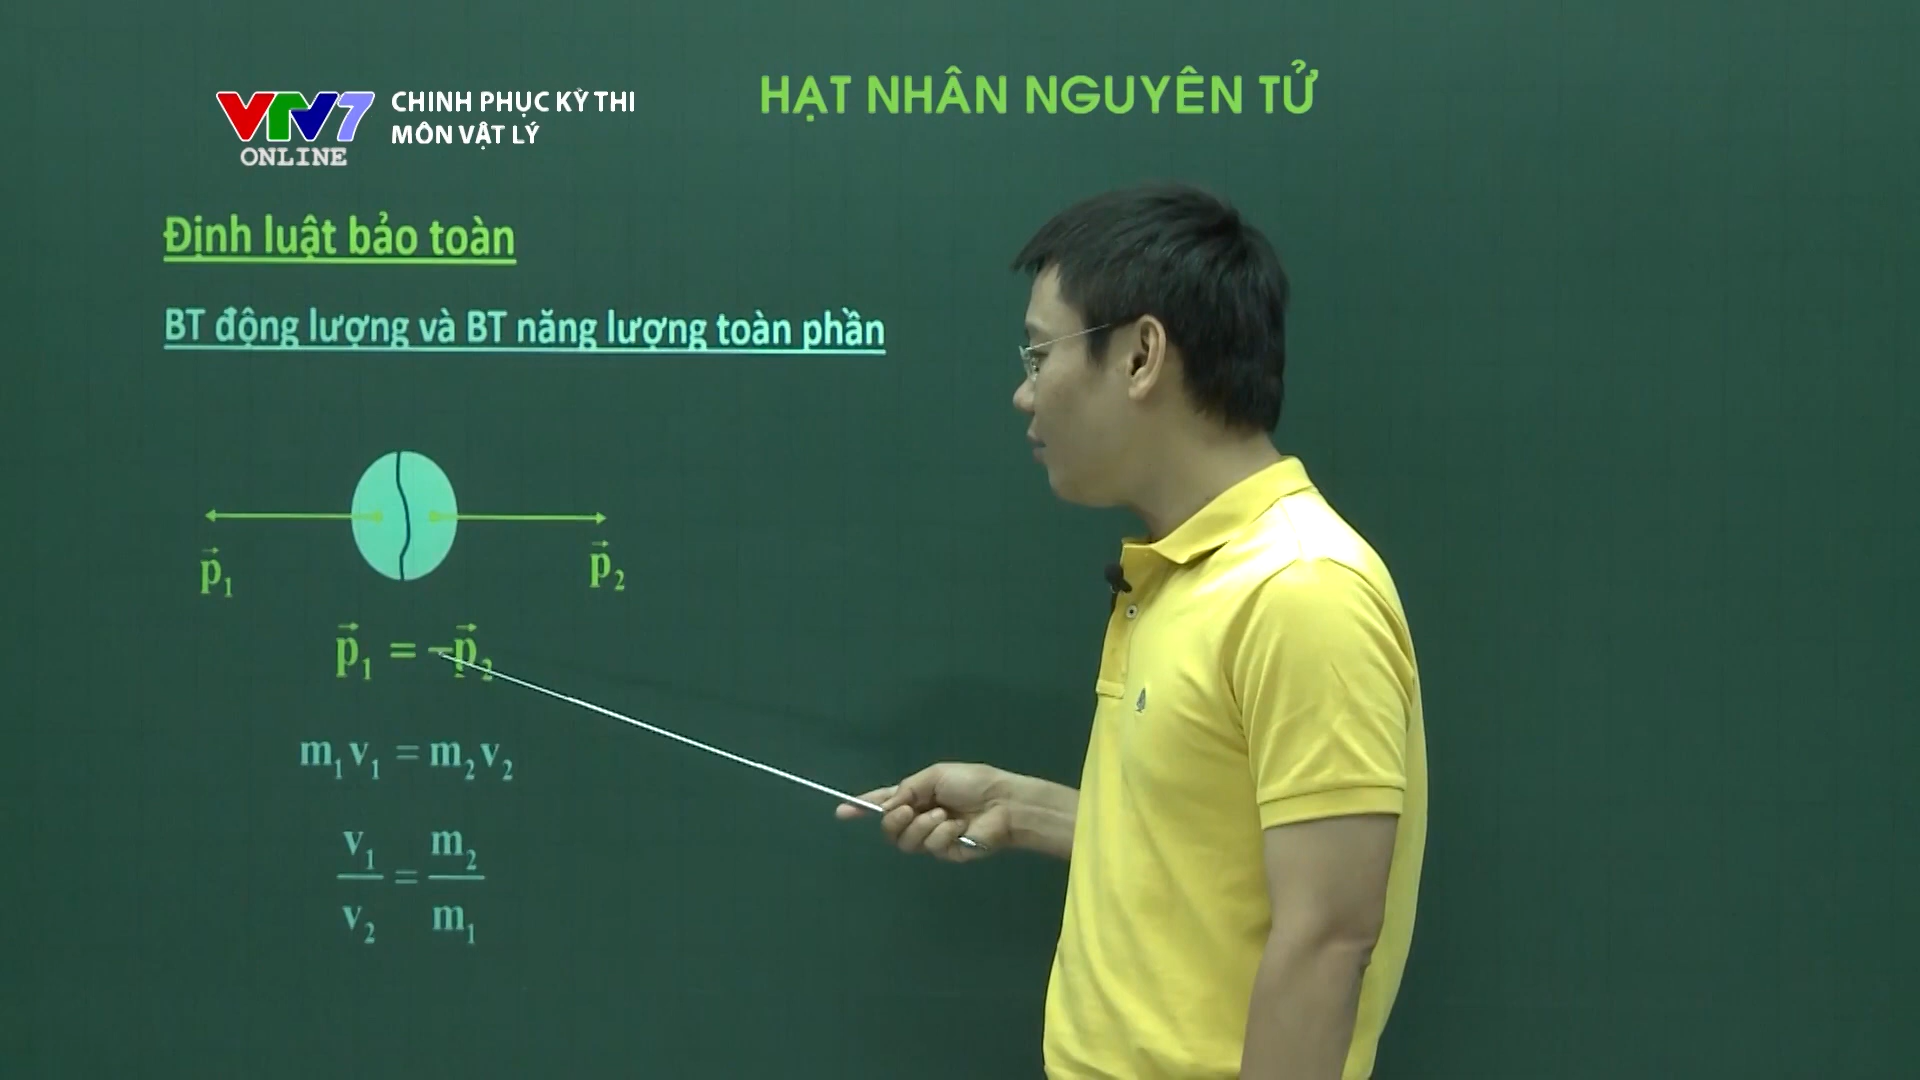 HẠT NHÂN NGUYÊN TỬ
VTV7
ONLINE
CHINH PHỤC KỲ THI
MÔN VẬT LÝ
Định luật bảo toàn
BT động lượng và BT năng lượng toàn phần
p⃗₁
p⃗₂
p⃗₁ = −p⃗₂
m₁v₁ = m₂v₂
v₁/v₂ = m₂/m₁